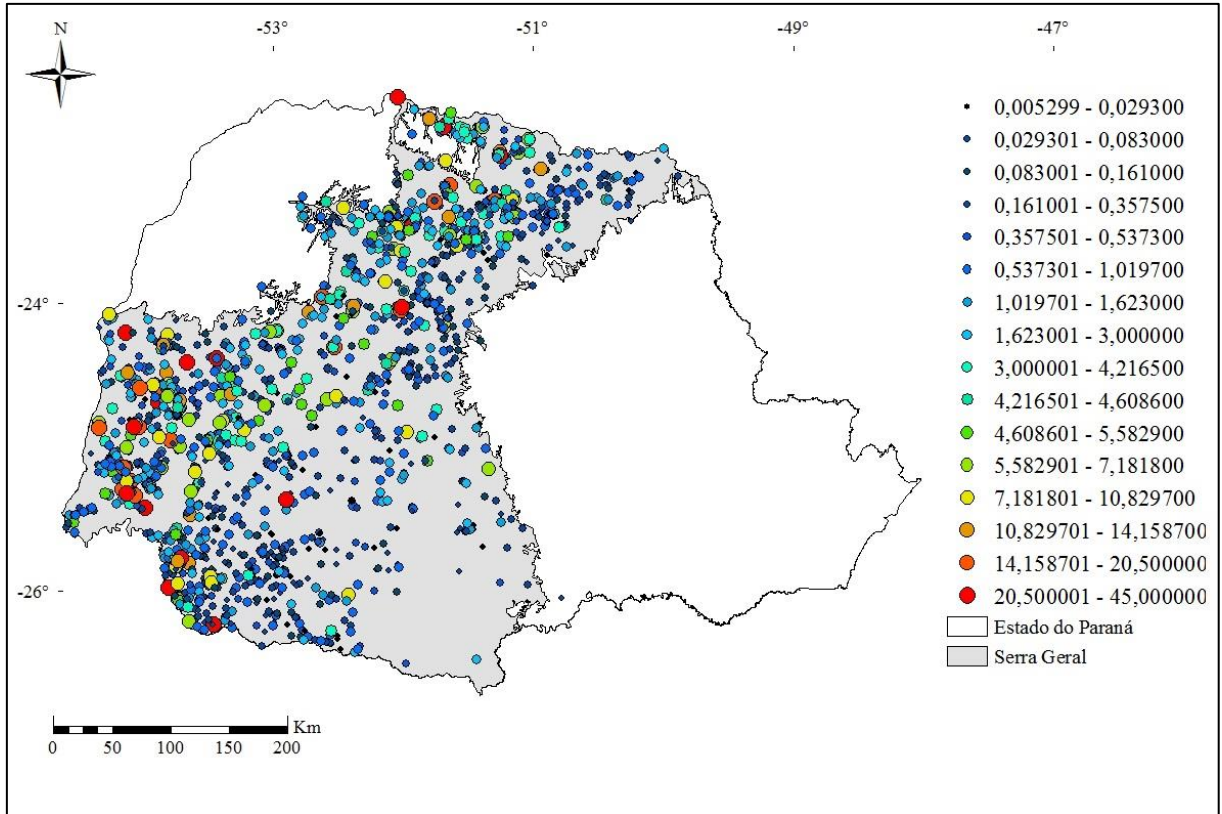 N
-53°
-51°
-49°
-47°
-24°
-26°
0,005299 - 0,029300
0,029301 - 0,083000
0,083001 - 0,161000
0,161001 - 0,357500
0,357501 - 0,537300
0,537301 - 1,019700
1,019701 - 1,623000
1,623001 - 3,000000
3,000001 - 4,216500
4,216501 - 4,608600
4,608601 - 5,582900
5,582901 - 7,181800
7,181801 - 10,829700
10,829701 - 14,158700
14,158701 - 20,500000
20,500001 - 45,000000
Estado do Paraná
Serra Geral
Km
0 50 100 150 200